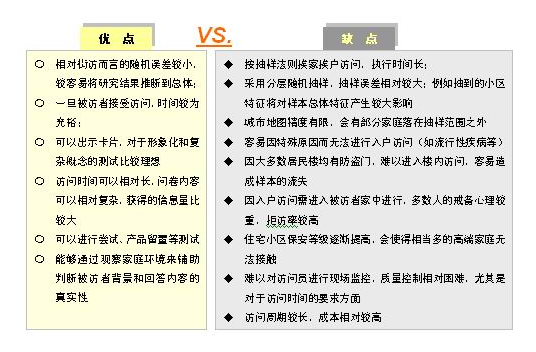 优 点
VS.
缺 点
○ 相对街访而言的随机误差较小,
较容易将研究结果推断到总体;
○ 一旦被访者接受访问,时间较为
充裕;
○ 可以出示卡片,对于形象化和复
杂概念的测试比较理想
○ 访问时间可以相对长,问卷内容
可以相对复杂,获得的信息量比
较大
○ 可以进行尝试、产品留置等测试
○ 能够通过观察家庭环境来辅助
判断被访者背景和回答内容的
真实性
◆ 按抽样法则挨家挨户访问,执行时间长;
◆ 采用分层随机抽样,抽样误差相对较大;例如抽到的小区
特征将对样本总体特征产生较大影响
◆ 城市地图精度有限,会有部分家庭落在抽样范围之外
◆ 容易因特殊原因而无法进行入户访问(如流行性疾病等)
◆ 因大多数居民楼均有防盗门,难以进入楼内访问,容易造
成样本的流失
◆ 因入户访问需进入被访者家中进行,多数人的戒备心理较
重,拒访率较高
◆ 住宅小区保安等级逐渐提高,会使得相当多的高端家庭无
法接触
◆ 难以对访问员进行现场监控,质量控制相对困难,尤其是
对于访问时间的要求方面
◆ 访问周期较长,成本相对较高